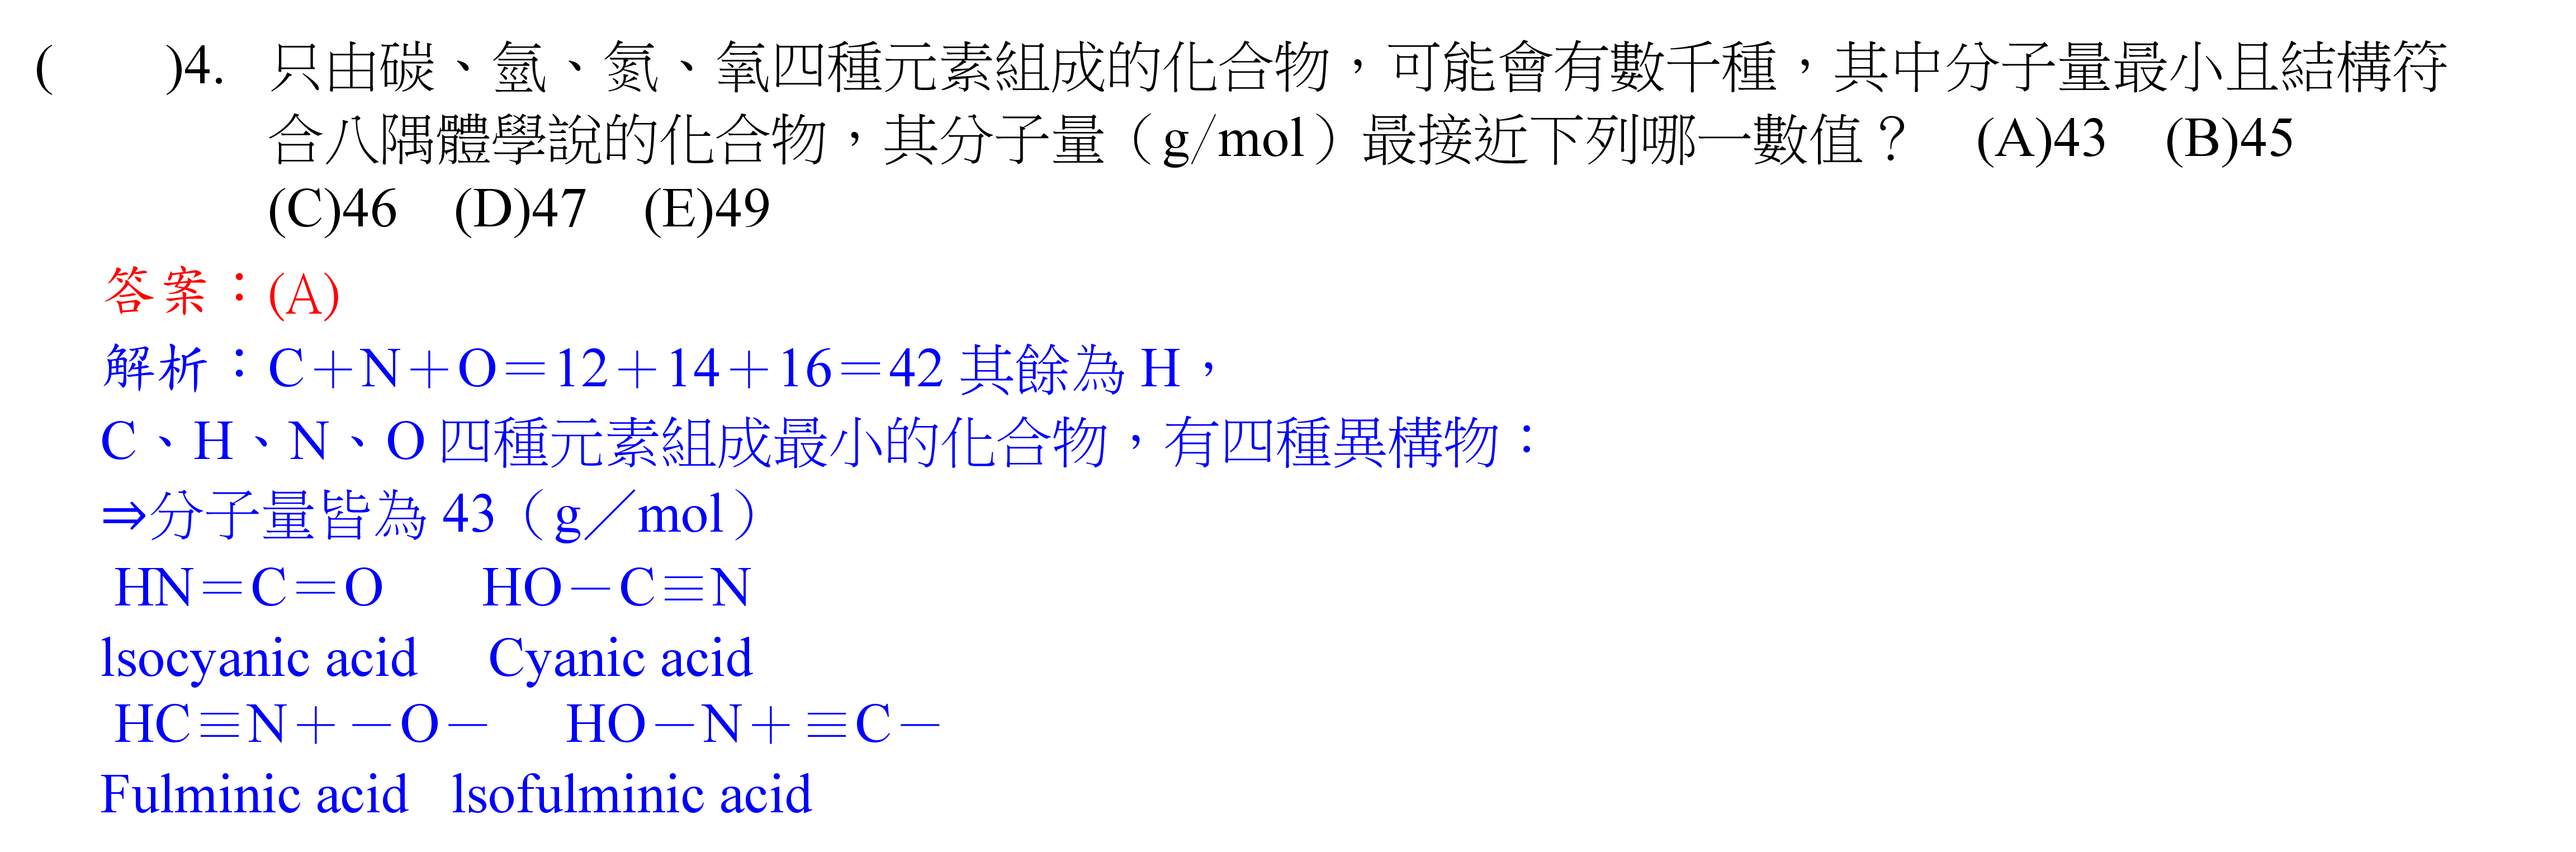 (　　)4. 只由碳、氫、氮、氧四種元素組成的化合物，可能會有數千種，其中分子量最小且結構符
合八隅體學說的化合物，其分子量（g/mol）最接近下列哪一數值？　(A)43　(B)45
(C)46　(D)47　(E)49
答案：(A)
解析：C＋N＋O＝12＋14＋16＝42 其餘為 H，
C、H、N、O 四種元素組成最小的化合物，有四種異構物：
⇒分子量皆為 43（g／mol）
HN＝C＝O　HO－C≡N
lsocyanic acid　Cyanic acid
HC≡N＋－O－　HO－N＋≡C－
Fulminic acid　lsofulminic acid